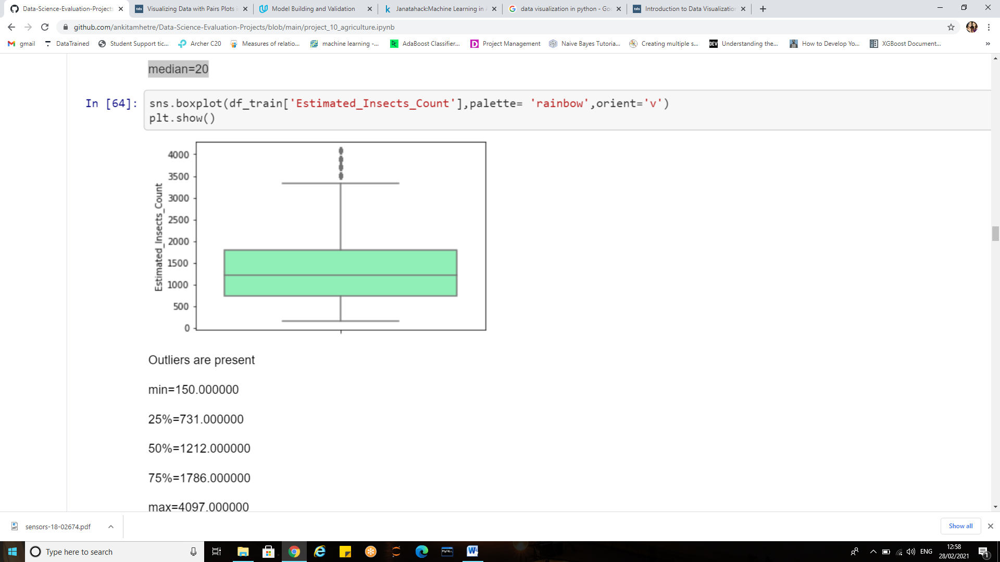 Data-Science-Evaluation-Projects
Visualizing Data with Pairs Plots i
Model Building and Validation
Janatahack:Machine Learning in A
data visualization in python - Goo
Introduction to Data Visualization
github.com/ankitamhetre/Data-Science-Evaluation-Projects/blob/main/project_10_agriculture.ipynb
gmail
DataTrained
Student Support tic...
Archer C20
Measures of relatio...
machine learning -...
AdaBoost Classifier...
Project Management
Naive Bayes Tutoria...
Creating multiple s...
Understanding the...
How to Develop Yo...
XGBoost Document...
»
median=20
In [64]:
sns.boxplot(df_train['Estimated_Insects_Count'],palette= 'rainbow',orient='v')
plt.show()
Estimated_Insects_Count
4000
3500
3000
2500
2000
1500
1000
500
0
Outliers are present
min=150.000000
25%=731.000000
50%=1212.000000
75%=1786.000000
max=4097.000000
sensors-18-02674.pdf
Show all
Type here to search
ENG
12:58
28/02/2021
1